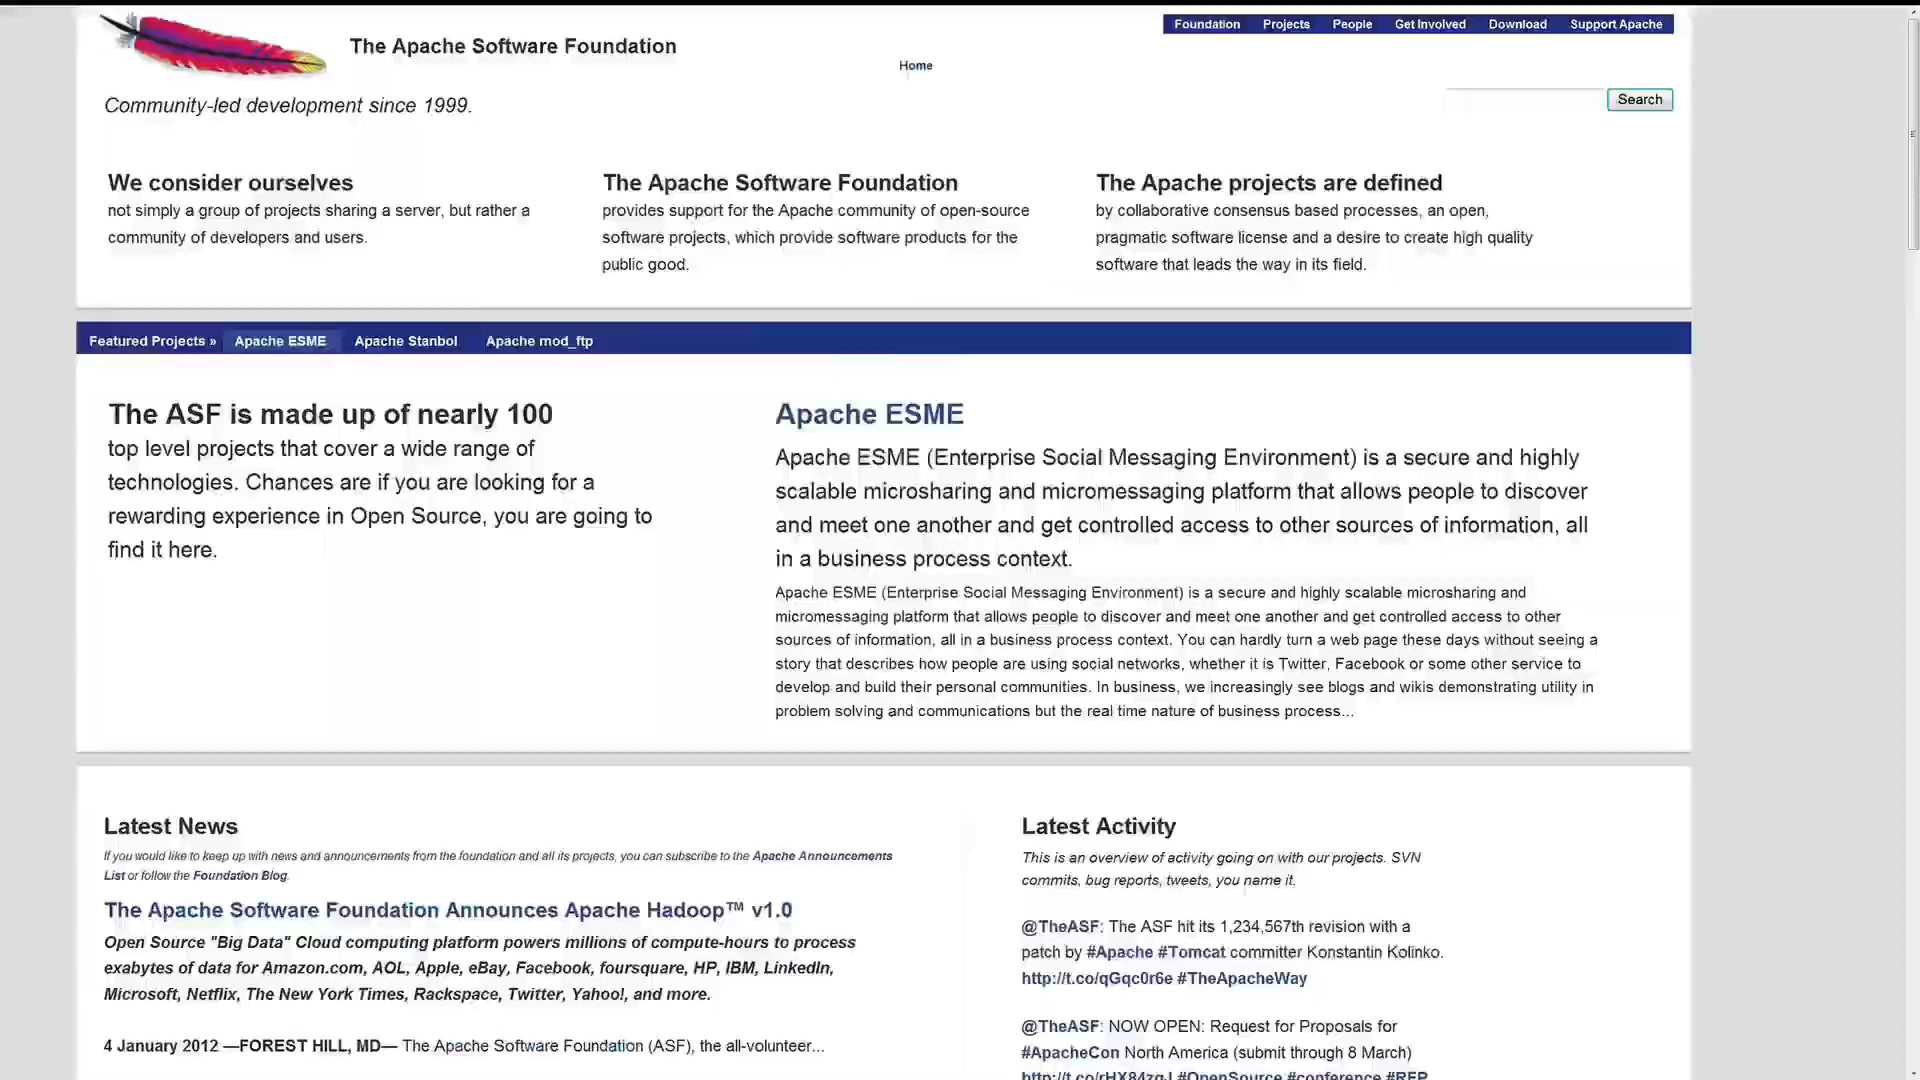 The Apache Software Foundation
Foundation Projects People Get Involved Download Support Apache
Home
Community-led development since 1999.
Search
We consider ourselves
not simply a group of projects sharing a server, but rather a
community of developers and users.
The Apache Software Foundation
provides support for the Apache community of open-source
software projects, which provide software products for the
public good.
The Apache projects are defined
by collaborative consensus based processes, an open,
pragmatic software license and a desire to create high quality
software that leads the way in its field.
Featured Projects » Apache ESME Apache Stanbol Apache mod_ftp
The ASF is made up of nearly 100
top level projects that cover a wide range of
technologies. Chances are if you are looking for a
rewarding experience in Open Source, you are going to
find it here.
Apache ESME
Apache ESME (Enterprise Social Messaging Environment) is a secure and highly
scalable microsharing and micromessaging platform that allows people to discover
and meet one another and get controlled access to other sources of information, all
in a business process context.
Apache ESME (Enterprise Social Messaging Environment) is a secure and highly scalable microsharing and
micromessaging platform that allows people to discover and meet one another and get controlled access to other
sources of information, all in a business process context. You can hardly turn a web page these days without seeing a
story that describes how people are using social networks, whether it is Twitter, Facebook or some other service to
develop and build their personal communities. In business, we increasingly see blogs and wikis demonstrating utility in
problem solving and communications but the real time nature of business process...
Latest News
If you would like to keep up with news and announcements from the foundation and all its projects, you can subscribe to the Apache Announcements
List or follow the Foundation Blog.
The Apache Software Foundation Announces Apache Hadoop™ v1.0
Open Source "Big Data" Cloud computing platform powers millions of compute-hours to process
exabytes of data for Amazon.com, AOL, Apple, eBay, Facebook, foursquare, HP, IBM, LinkedIn,
Microsoft, Netflix, The New York Times, Rackspace, Twitter, Yahoo!, and more.
4 January 2012 —FOREST HILL, MD— The Apache Software Foundation (ASF), the all-volunteer...
Latest Activity
This is an overview of activity going on with our projects. SVN
commits, bug reports, tweets, you name it.
@TheASF: The ASF hit its 1,234,567th revision with a
patch by #Apache #Tomcat committer Konstantin Kolinko.
http://t.co/qGqc0r6e #TheApacheWay
@TheASF: NOW OPEN: Request for Proposals for
#ApacheCon North America (submit through 8 March)
#OpenSource #conference #RFP